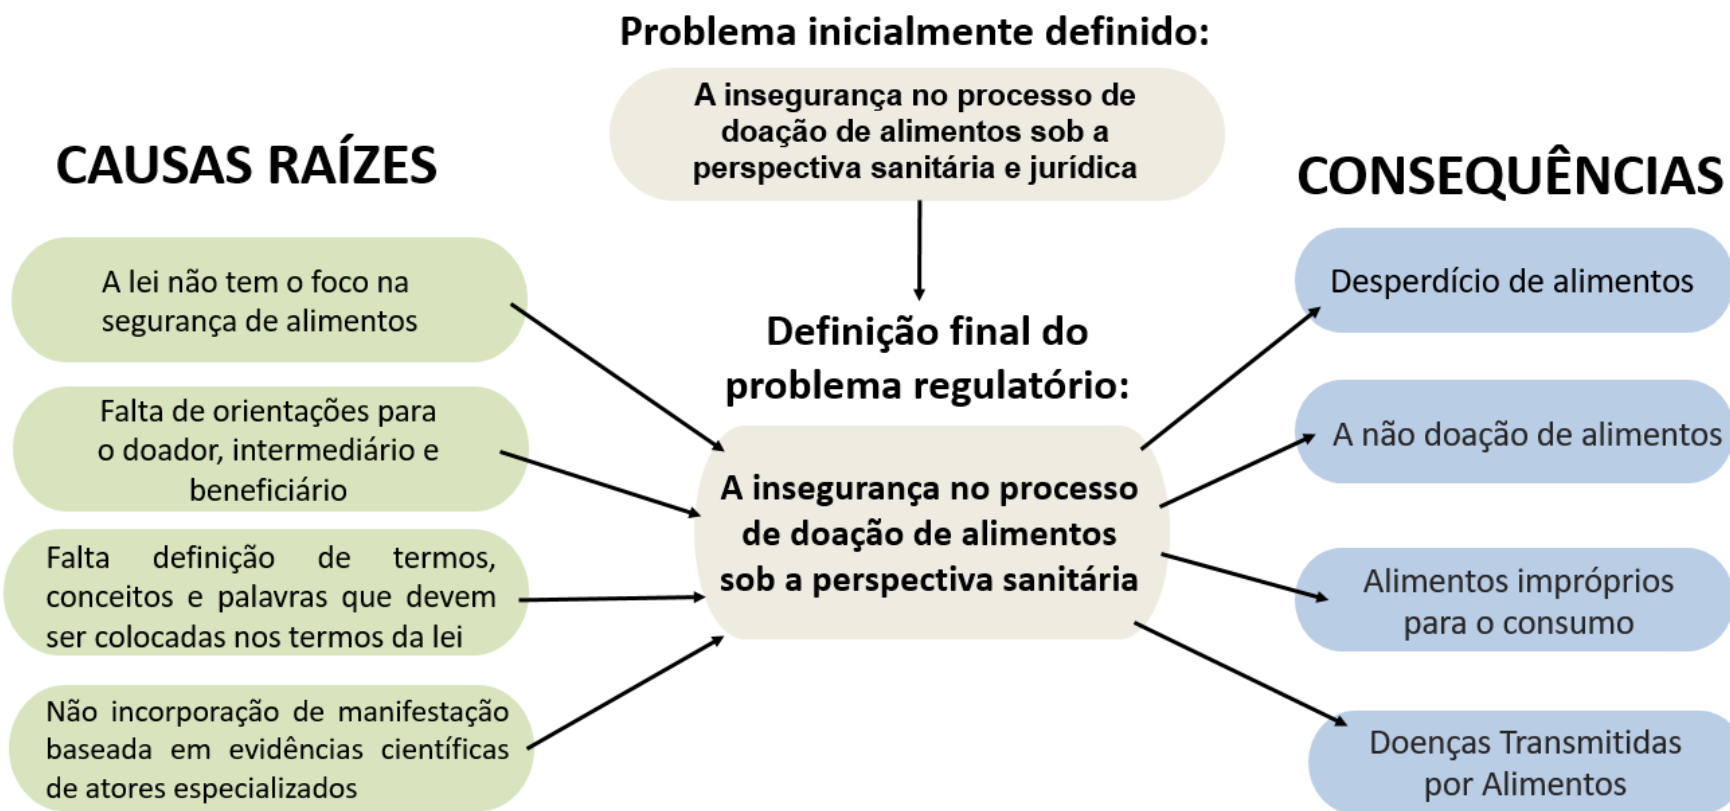 Problema inicialmente definido:
A insegurança no processo de
doação de alimentos sob a
perspectiva sanitária e jurídica
CAUSAS RAÍZES
A lei não tem o foco na
segurança de alimentos
Falta de orientações para
o doador, intermediário e
beneficiário
Falta definição de termos,
conceitos e palavras que devem
ser colocadas nos termos da lei
Não incorporação de manifestação
baseada em evidências científicas
de atores especializados
Definição final do
problema regulatório:
A insegurança no processo
de doação de alimentos
sob a perspectiva sanitária
CONSEQUÊNCIAS
Desperdício de alimentos
A não doação de alimentos
Alimentos impróprios
para o consumo
Doenças Transmitidas
por Alimentos